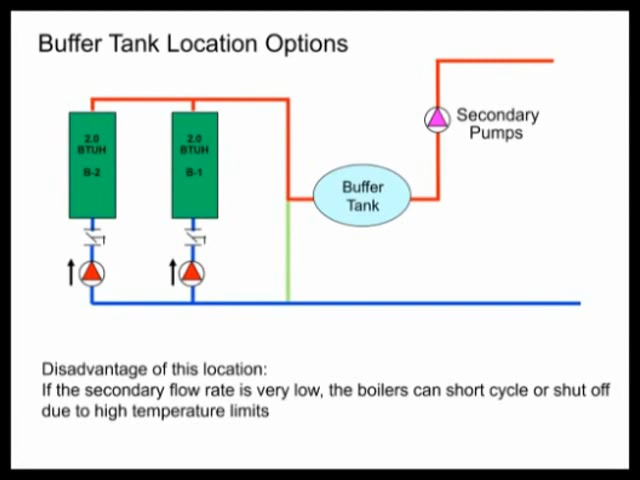 Buffer Tank Location Options
Secondary
Pumps
2.0
BTUH
B-2
2.0
BTUH
B-1
Buffer
Tank
Disadvantage of this location:
If the secondary flow rate is very low, the boilers can short cycle or shut off
due to high temperature limits